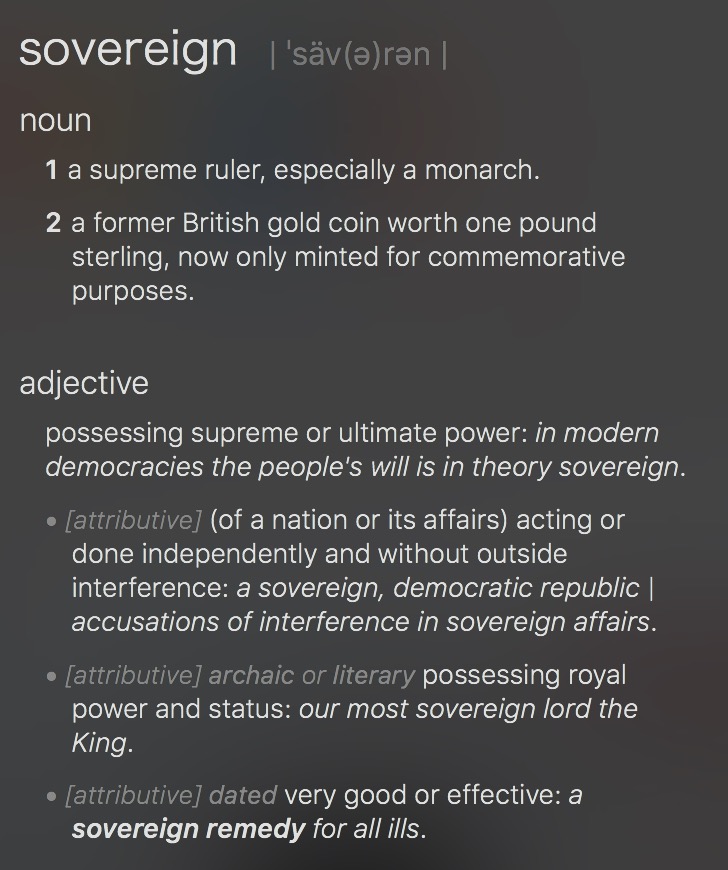 sovereign | ˈsäv(ə)rən |
noun
1 a supreme ruler, especially a monarch.
2 a former British gold coin worth one pound
sterling, now only minted for commemorative
purposes.
adjective
possessing supreme or ultimate power: in modern
democracies the people's will is in theory sovereign.
• [attributive] (of a nation or its affairs) acting or
done independently and without outside
interference: a sovereign, democratic republic |
accusations of interference in sovereign affairs.
• [attributive] archaic or literary possessing royal
power and status: our most sovereign lord the
King.
• [attributive] dated very good or effective: a
sovereign remedy for all ills.